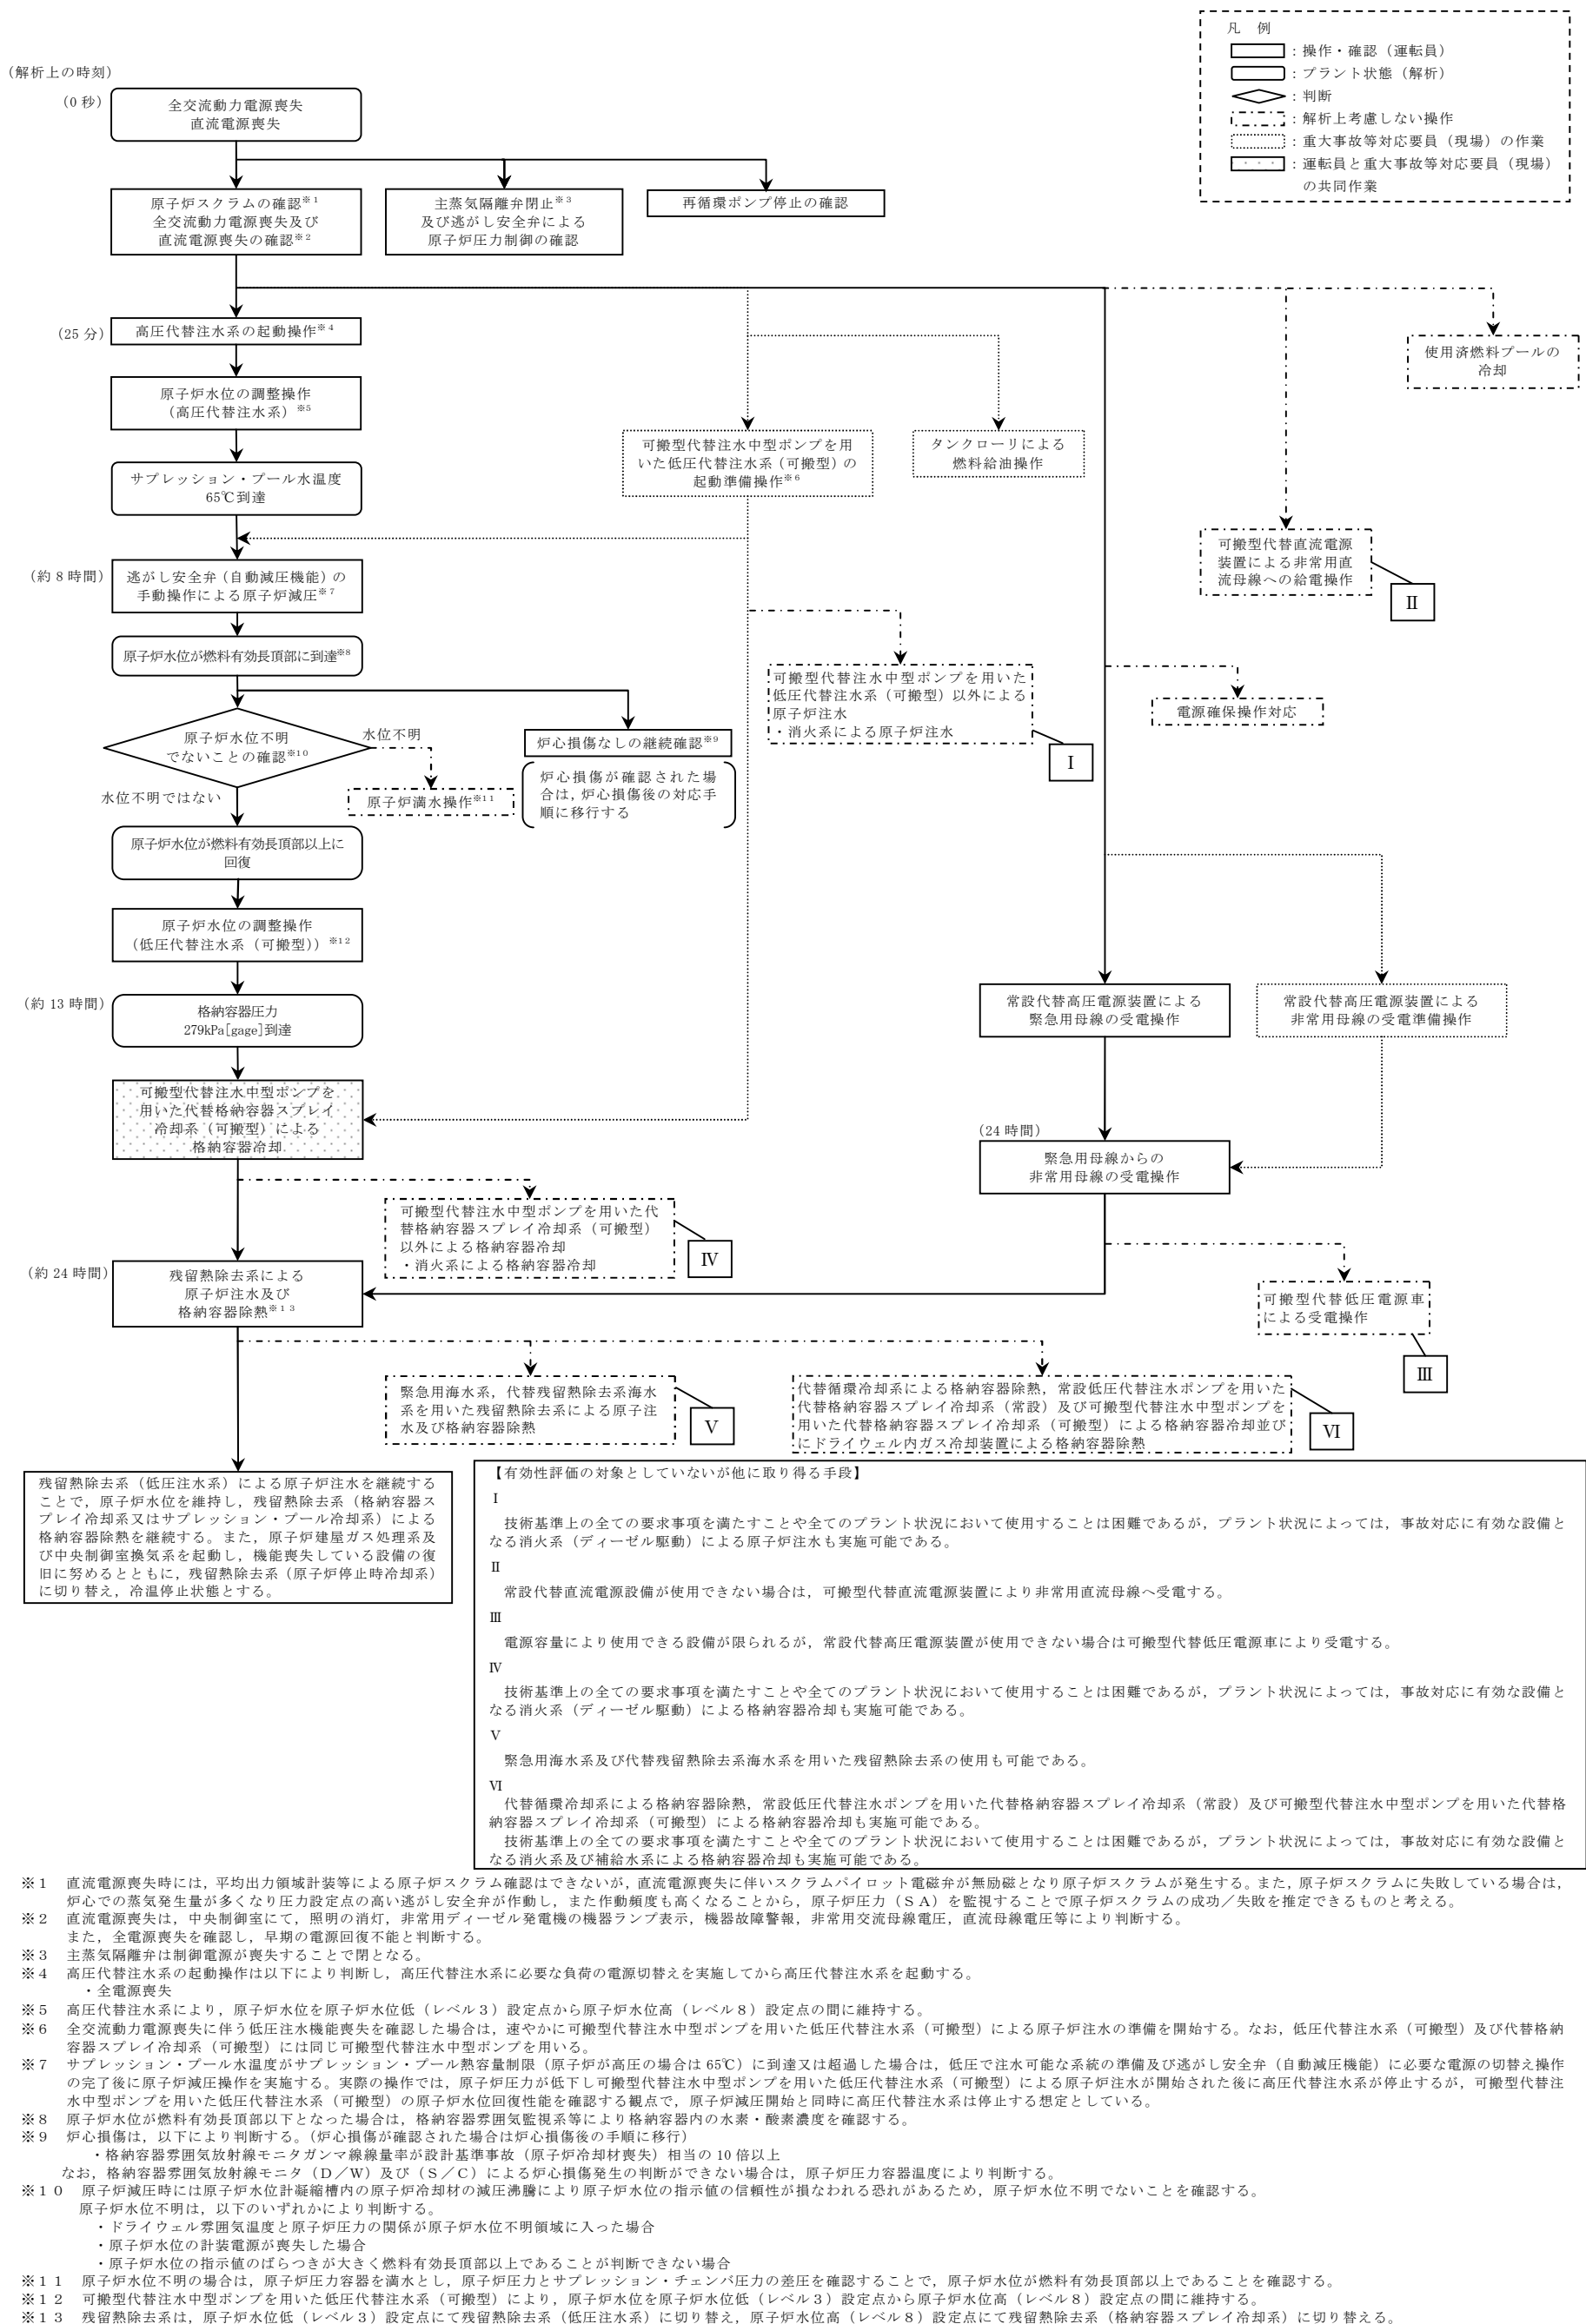 凡　例
：操作・確認（運転員）
：プラント状態（解析）
：判断
：解析上考慮しない操作
：重大事故等対応要員（現場）の作業
：運転員と重大事故等対応要員（現場）
の共同作業
（解析上の時刻）
（0 秒）
全交流動力電源喪失
直流電源喪失
原子炉スクラムの確認※１
全交流動力電源喪失及び
直流電源喪失の確認※２
主蒸気隔離弁閉止※３
及び逃がし安全弁による
原子炉圧力制御の確認
再循環ポンプ停止の確認
（25 分）
高圧代替注水系の起動操作※４
原子炉水位の調整操作
（高圧代替注水系）※５
サプレッション・プール水温度
65℃到達
可搬型代替注水中型ポンプを用
いた低圧代替注水系（可搬型）の
起動準備操作※６
タンクローリによる
燃料給油操作
使用済燃料プールの
冷却
可搬型代替直流電源
装置による非常用直
流母線への給電操作
Ⅱ
（約 8 時間）
逃がし安全弁（自動減圧機能）の
手動操作による原子炉減圧※７
原子炉水位が燃料有効長頂部に到達※８
原子炉水位不明
でないことの確認※１０
水位不明
水位不明ではない
原子炉満水操作※１１
炉心損傷なしの継続確認※９
炉心損傷が確認された場
合は，炉心損傷後の対応手
順に移行する
可搬型代替注水中型ポンプを用いた
低圧代替注水系（可搬型）以外による
原子炉注水
・消火系による原子炉注水
Ⅰ
電源確保操作対応
原子炉水位が燃料有効長頂部以上に
回復
原子炉水位の調整操作
（低圧代替注水系（可搬型））※１２
（約 13 時間）
格納容器圧力
279kPa[gage]到達
常設代替高圧電源装置による
緊急用母線の受電操作
常設代替高圧電源装置による
非常用母線の受電準備操作
可搬型代替注水中型ポンプを
用いた代替格納容器スプレイ
冷却系（可搬型）による
格納容器冷却
（24 時間）
緊急用母線からの
非常用母線の受電操作
可搬型代替注水中型ポンプを用いた代
替格納容器スプレイ冷却系（可搬型）
以外による格納容器冷却
・消火系による格納容器冷却
Ⅳ
（約 24 時間）
残留熱除去系による
原子炉注水及び
格納容器除熱※１３
可搬型代替低圧電源車
による受電操作
Ⅲ
緊急用海水系，代替残留熱除去系海水
系を用いた残留熱除去系による原子注
水及び格納容器除熱
Ⅴ
代替循環冷却系による格納容器除熱，常設低圧代替注水ポンプを用いた
代替格納容器スプレイ冷却系（常設）及び可搬型代替注水中型ポンプを
用いた代替格納容器スプレイ冷却系（可搬型）による格納容器冷却並び
にドライウェル内ガス冷却装置による格納容器除熱
Ⅵ
残留熱除去系（低圧注水系）による原子炉注水を継続する
ことで，原子炉水位を維持し，残留熱除去系（格納容器ス
プレイ冷却系又はサプレッション・プール冷却系）による
格納容器除熱を継続する。また，原子炉建屋ガス処理系及
び中央制御室換気系を起動し，機能喪失している設備の復
旧に努めるとともに，残留熱除去系（原子炉停止時冷却系）
に切り替え，冷温停止状態とする。
【有効性評価の対象としていないが他に取り得る手段】
Ⅰ
技術基準上の全ての要求事項を満たすことや全てのプラント状況において使用することは困難であるが，プラント状況によっては，事故対応に有効な設備と
なる消火系（ディーゼル駆動）による原子炉注水も実施可能である。
Ⅱ
常設代替直流電源設備が使用できない場合は，可搬型代替直流電源装置により非常用直流母線へ受電する。
Ⅲ
電源容量により使用できる設備が限られるが，常設代替高圧電源装置が使用できない場合は可搬型代替低圧電源車により受電する。
Ⅳ
技術基準上の全ての要求事項を満たすことや全てのプラント状況において使用することは困難であるが，プラント状況によっては，事故対応に有効な設備と
なる消火系（ディーゼル駆動）による格納容器冷却も実施可能である。
Ⅴ
緊急用海水系及び代替残留熱除去系海水系を用いた残留熱除去系の使用も可能である。
Ⅵ
代替循環冷却系による格納容器除熱，常設低圧代替注水ポンプを用いた代替格納容器スプレイ冷却系（常設）及び可搬型代替注水中型ポンプを用いた代替格
納容器スプレイ冷却系（可搬型）による格納容器冷却も実施可能である。
技術基準上の全ての要求事項を満たすことや全てのプラント状況において使用することは困難であるが，プラント状況によっては，事故対応に有効な設備と
なる消火系及び補給水系による格納容器冷却も実施可能である。
※１　直流電源喪失時には，平均出力領域計装等による原子炉スクラム確認はできないが，直流電源喪失に伴いスクラムパイロット電磁弁が無励磁となり原子炉スクラムが発生する。また，原子炉スクラムに失敗している場合は，
炉心での蒸気発生量が多くなり圧力設定点の高い逃がし安全弁が作動し，また作動頻度も高くなることから，原子炉圧力（ＳＡ）を監視することで原子炉スクラムの成功／失敗を推定できるものと考える。
※２　直流電源喪失は，中央制御室にて，照明の消灯，非常用ディーゼル発電機の機器ランプ表示，機器故障警報，非常用交流母線電圧，直流母線電圧等により判断する。
また，全電源喪失を確認し，早期の電源回復不能と判断する。
※３　主蒸気隔離弁は制御電源が喪失することで閉となる。
※４　高圧代替注水系の起動操作は以下により判断し，高圧代替注水系に必要な負荷の電源切替えを実施してから高圧代替注水系を起動する。
・全電源喪失
※５　高圧代替注水系により，原子炉水位を原子炉水位低（レベル３）設定点から原子炉水位高（レベル８）設定点の間に維持する。
※６　全交流動力電源喪失に伴う低圧注水機能喪失を確認した場合は，速やかに可搬型代替注水中型ポンプを用いた低圧代替注水系（可搬型）による原子炉注水の準備を開始する。なお，低圧代替注水系（可搬型）及び代替格納
容器スプレイ冷却系（可搬型）には同じ可搬型代替注水中型ポンプを用いる。
※７　サプレッション・プール水温度がサプレッション・プール熱容量制限（原子炉が高圧の場合は 65℃）に到達又は超過した場合は，低圧で注水可能な系統の準備及び逃がし安全弁（自動減圧機能）に必要な電源の切替え操作
の完了後に原子炉減圧操作を実施する。実際の操作では，原子炉圧力が低下し可搬型代替注水中型ポンプを用いた低圧代替注水系（可搬型）による原子炉注水が開始された後に高圧代替注水系が停止するが，可搬型代替注
水中型ポンプを用いた低圧代替注水系（可搬型）の原子炉水位回復性能を確認する観点で，原子炉減圧開始と同時に高圧代替注水系は停止する想定としている。
※８　原子炉水位が燃料有効長頂部以下となった場合は，格納容器雰囲気監視系等により格納容器内の水素・酸素濃度を確認する。
※９　炉心損傷は，以下により判断する。（炉心損傷が確認された場合は炉心損傷後の手順に移行）
・格納容器雰囲気放射線モニタガンマ線線量率が設計基準事故（原子炉冷却材喪失）相当の 10 倍以上
なお，格納容器雰囲気放射線モニタ（Ｄ／Ｗ）及び（Ｓ／Ｃ）による炉心損傷発生の判断ができない場合は，原子炉圧力容器温度により判断する。
※１０　原子炉減圧時には原子炉水位計凝縮槽内の原子炉冷却材の減圧沸騰により原子炉水位の指示値の信頼性が損なわれる恐れがあるため，原子炉水位不明でないことを確認する。
原子炉水位不明は，以下のいずれかにより判断する。
・ドライウェル雰囲気温度と原子炉圧力の関係が原子炉水位不明領域に入った場合
・原子炉水位の計装電源が喪失した場合
・原子炉水位の指示値のばらつきが大きく燃料有効長頂部以上であることが判断できない場合
※１１　原子炉水位不明の場合は，原子炉圧力容器を満水とし，原子炉圧力とサプレッション・チェンバ圧力の差圧を確認することで，原子炉水位が燃料有効長頂部以上であることを確認する。
※１２　可搬型代替注水中型ポンプを用いた低圧代替注水系（可搬型）により，原子炉水位を原子炉水位低（レベル３）設定点から原子炉水位高（レベル８）設定点の間に維持する。
※１３　残留熱除去系は，原子炉水位低（レベル３）設定点にて残留熱除去系（低圧注水系）に切り替え，原子炉水位高（レベル８）設定点にて残留熱除去系（格納容器スプレイ冷却系）に切り替える。